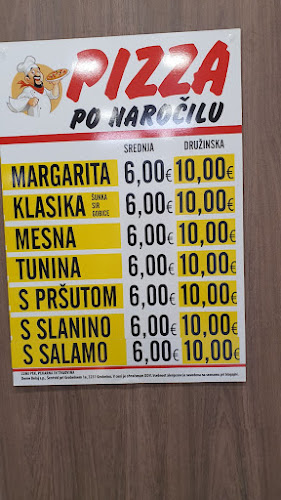 PIZZA
PO NAROČILU
SREDNJA DRUŽINSKA
MARGARITA 6,00€ 10,00€
KLASIKA ŠUNKA SIR GOBICE 6,00€ 10,00€
MESNA 6,00€ 10,00€
TUNINA 6,00€ 10,00€
S PRŠUTOM 6,00€ 10,00€
S SLANINO 6,00€ 10,00€
S SALAMO 6,00€ 10,00€